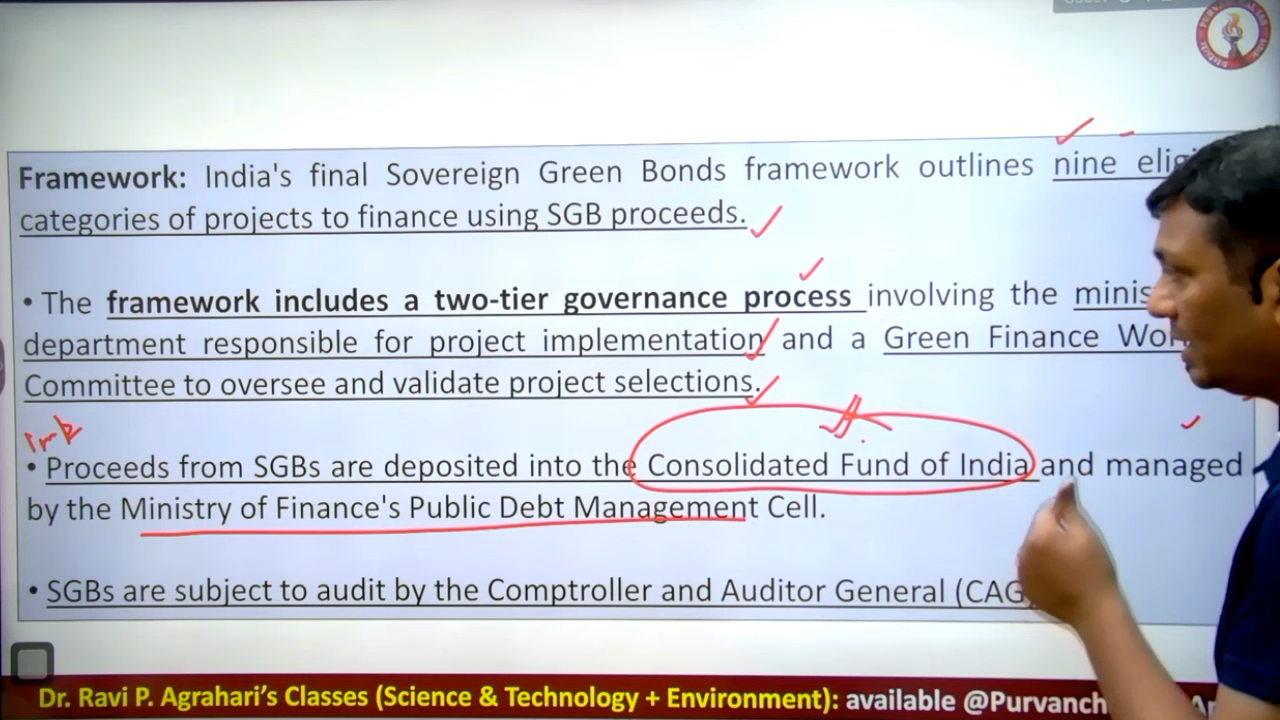 Framework: India's final Sovereign Green Bonds framework outlines nine
categories of projects to finance using SGB proceeds.
• The framework includes a two-tier governance process involving the
department responsible for project implementation and a Green Finance
Committee to oversee and validate project selections.
• Proceeds from SGBs are deposited into the Consolidated Fund of India and managed
by the Ministry of Finance's Public Debt Management Cell.
• SGBs are subject to audit by the Comptroller and Auditor General (CAG
Dr. Ravi P. Agrahari's Classes (Science & Technology + Environment): available